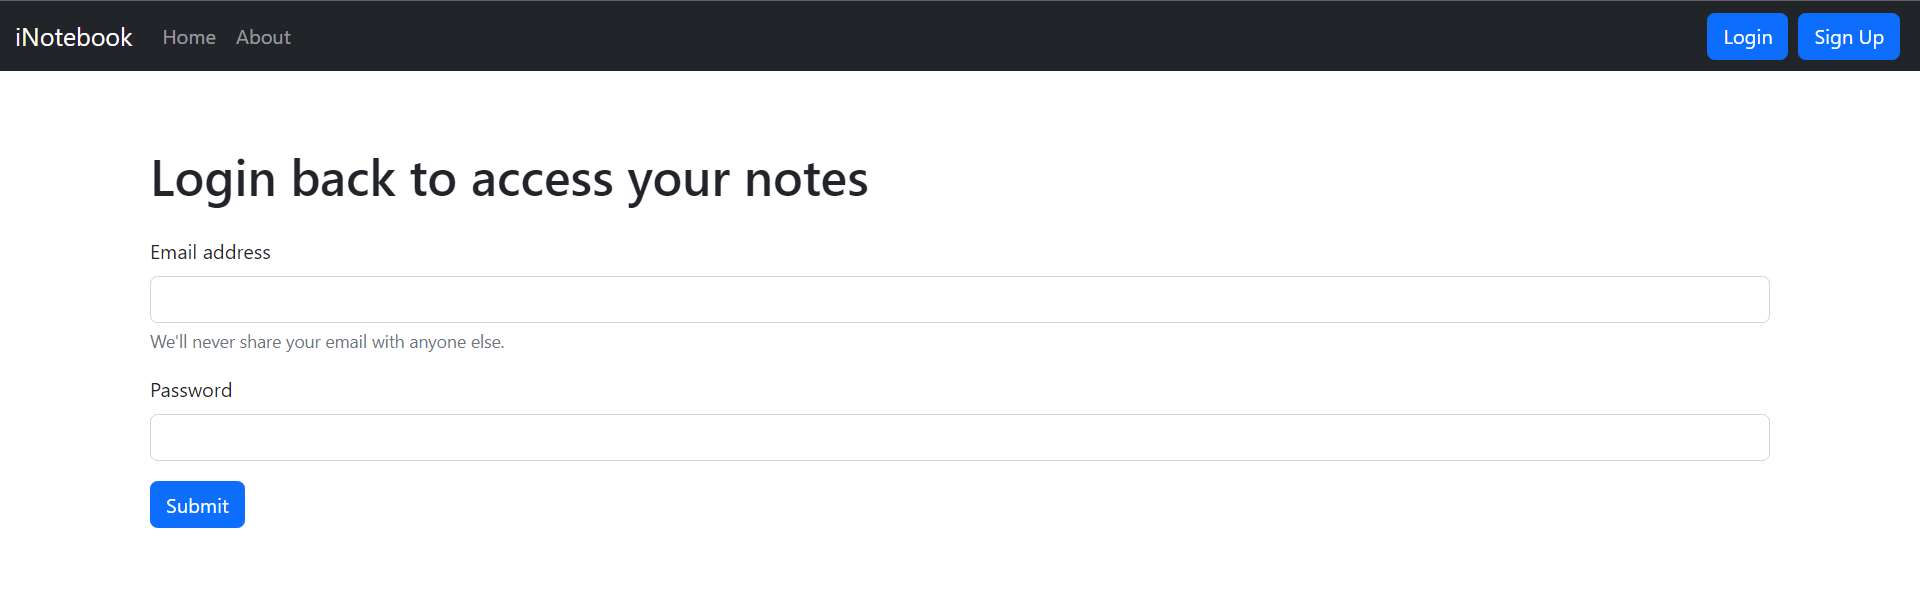 iNotebook Home About Login Sign Up
Login back to access your notes
Email address
We'll never share your email with anyone else.
Password
Submit